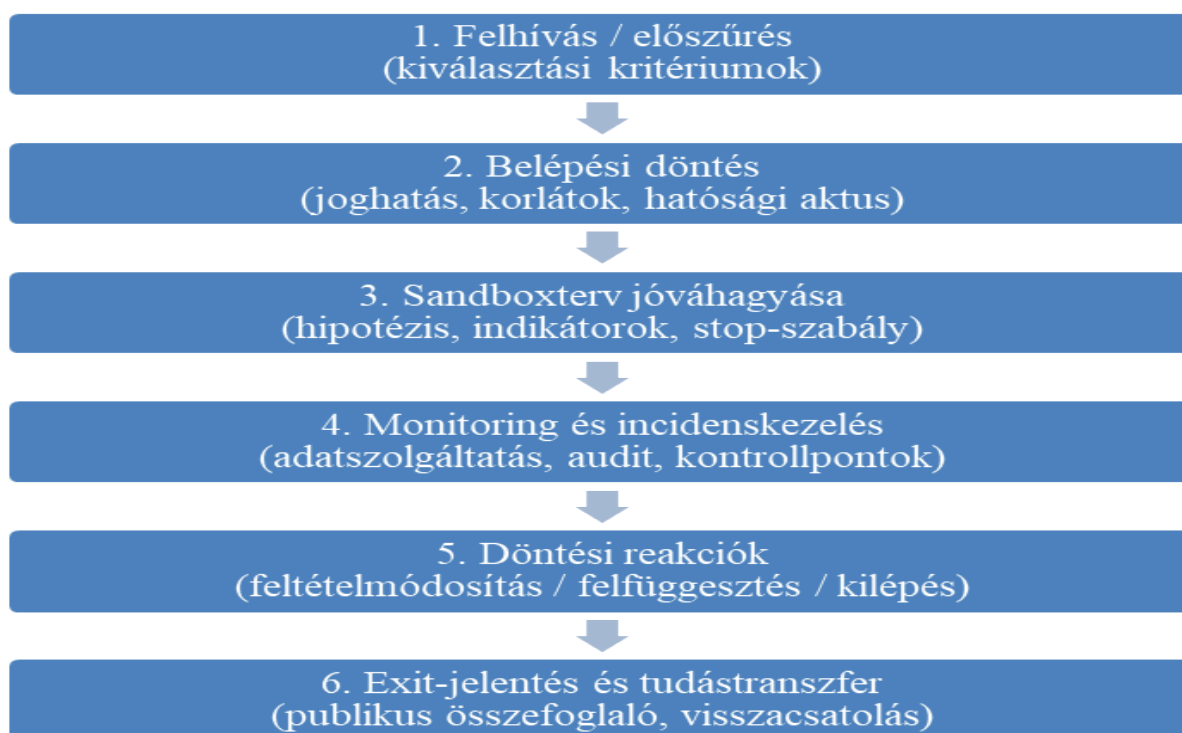 1. Felhívás / előszűrés
(kiválasztási kritériumok)
2. Belépési döntés
(joghatás, korlátok, hatósági aktus)
3. Sandboxterv jóváhagyása
(hipotézis, indikátorok, stop-szabály)
4. Monitoring és incidenskezelés
(adatszolgáltatás, audit, kontrollpontok)
5. Döntési reakciók
(feltételmódosítás / felfüggesztés / kilépés)
6. Exit-jelentés és tudástranszfer
(publikus összefoglaló, visszacsatolás)